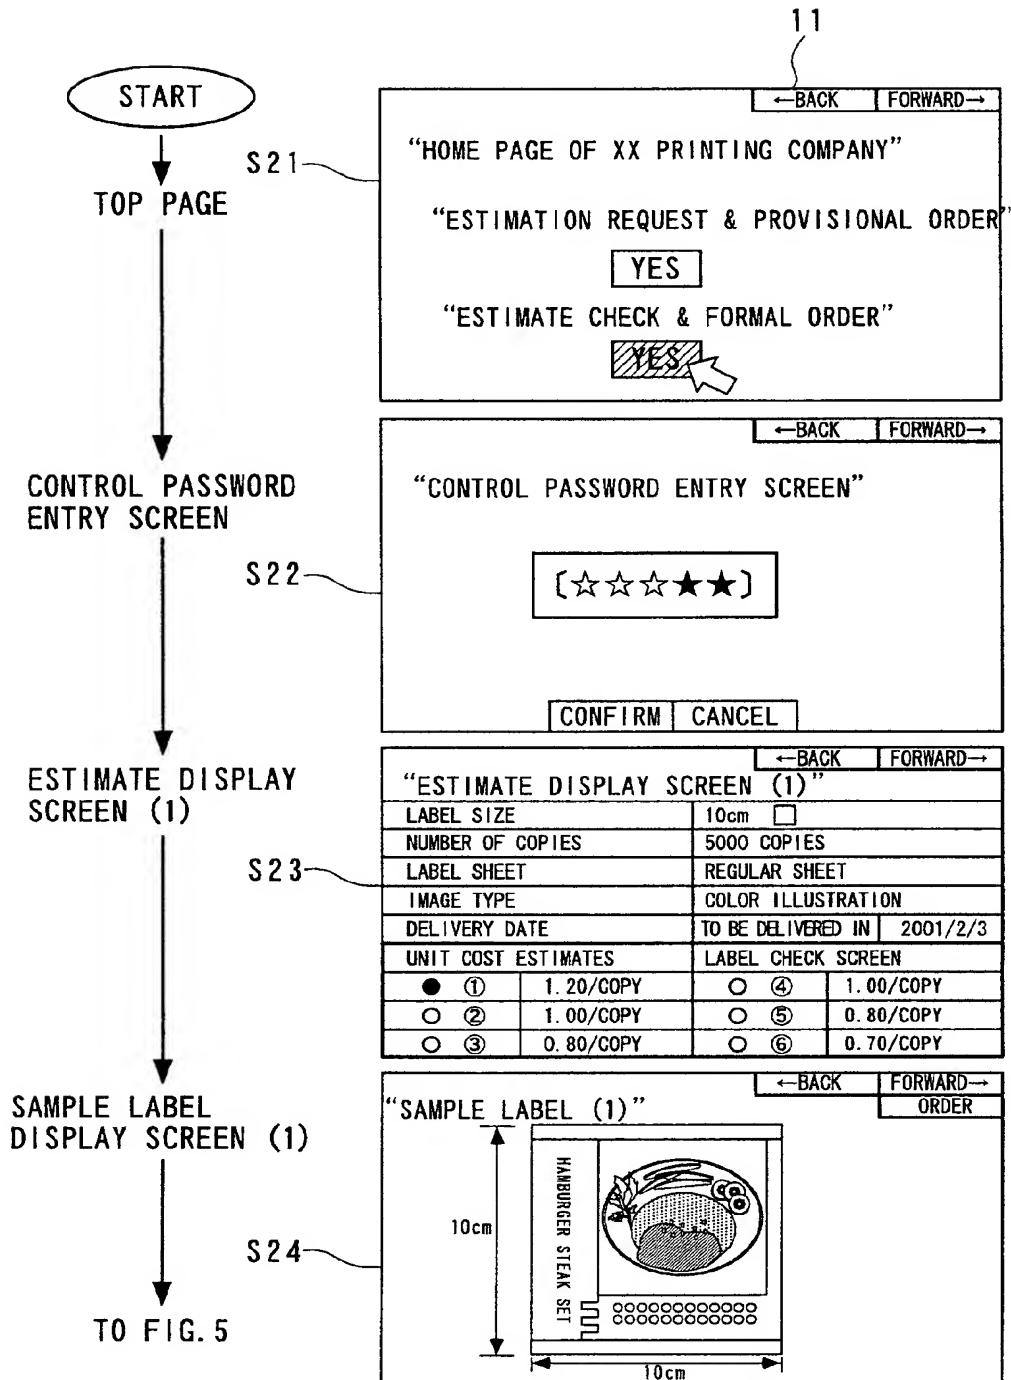 11
START
TOP PAGE
CONTROL PASSWORD
ENTRY SCREEN
ESTIMATE DISPLAY
SCREEN (1)
SAMPLE LABEL
DISPLAY SCREEN (1)
TO FIG. 5
S21
←BACK FORWARD→
“HOME PAGE OF XX PRINTING COMPANY”
“ESTIMATION REQUEST & PROVISIONAL ORDER”
YES
“ESTIMATE CHECK & FORMAL ORDER”
YES
S22
←BACK FORWARD→
“CONTROL PASSWORD ENTRY SCREEN”
[☆☆☆★★]
CONFIRM CANCEL
S23
←BACK FORWARD→
“ESTIMATE DISPLAY SCREEN (1)”
LABEL SIZE 10cm □
NUMBER OF COPIES 5000 COPIES
LABEL SHEET REGULAR SHEET
IMAGE TYPE COLOR ILLUSTRATION
DELIVERY DATE TO BE DELIVERED IN 2001/2/3
UNIT COST ESTIMATES LABEL CHECK SCREEN
● ① 1.20/COPY ○ ④ 1.00/COPY
○ ② 1.00/COPY ○ ⑤ 0.80/COPY
○ ③ 0.80/COPY ○ ⑥ 0.70/COPY
S24
←BACK FORWARD→
ORDER
“SAMPLE LABEL (1)”
10cm
HANBURGER STEAK SET
10cm